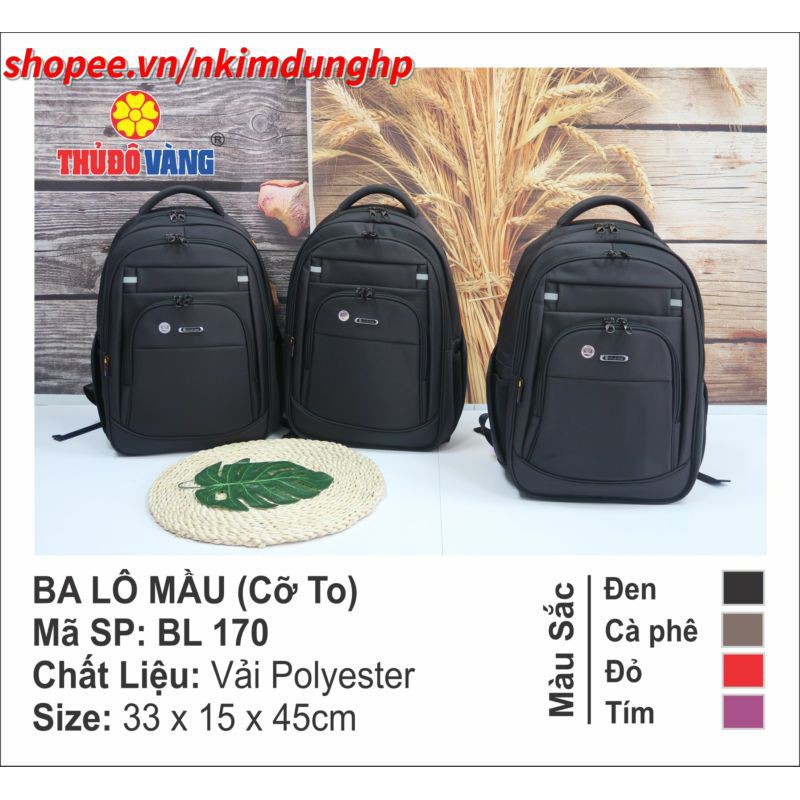 shopee.vn/nkimdunghp
THỦ ĐÔ VÀNG ®
BA LÔ MẦU (Cỡ To)
Mã SP: BL 170
Chất Liệu: Vải Polyester
Size: 33 x 15 x 45cm
Màu Sắc
Đen
Cà phê
Đỏ
Tím